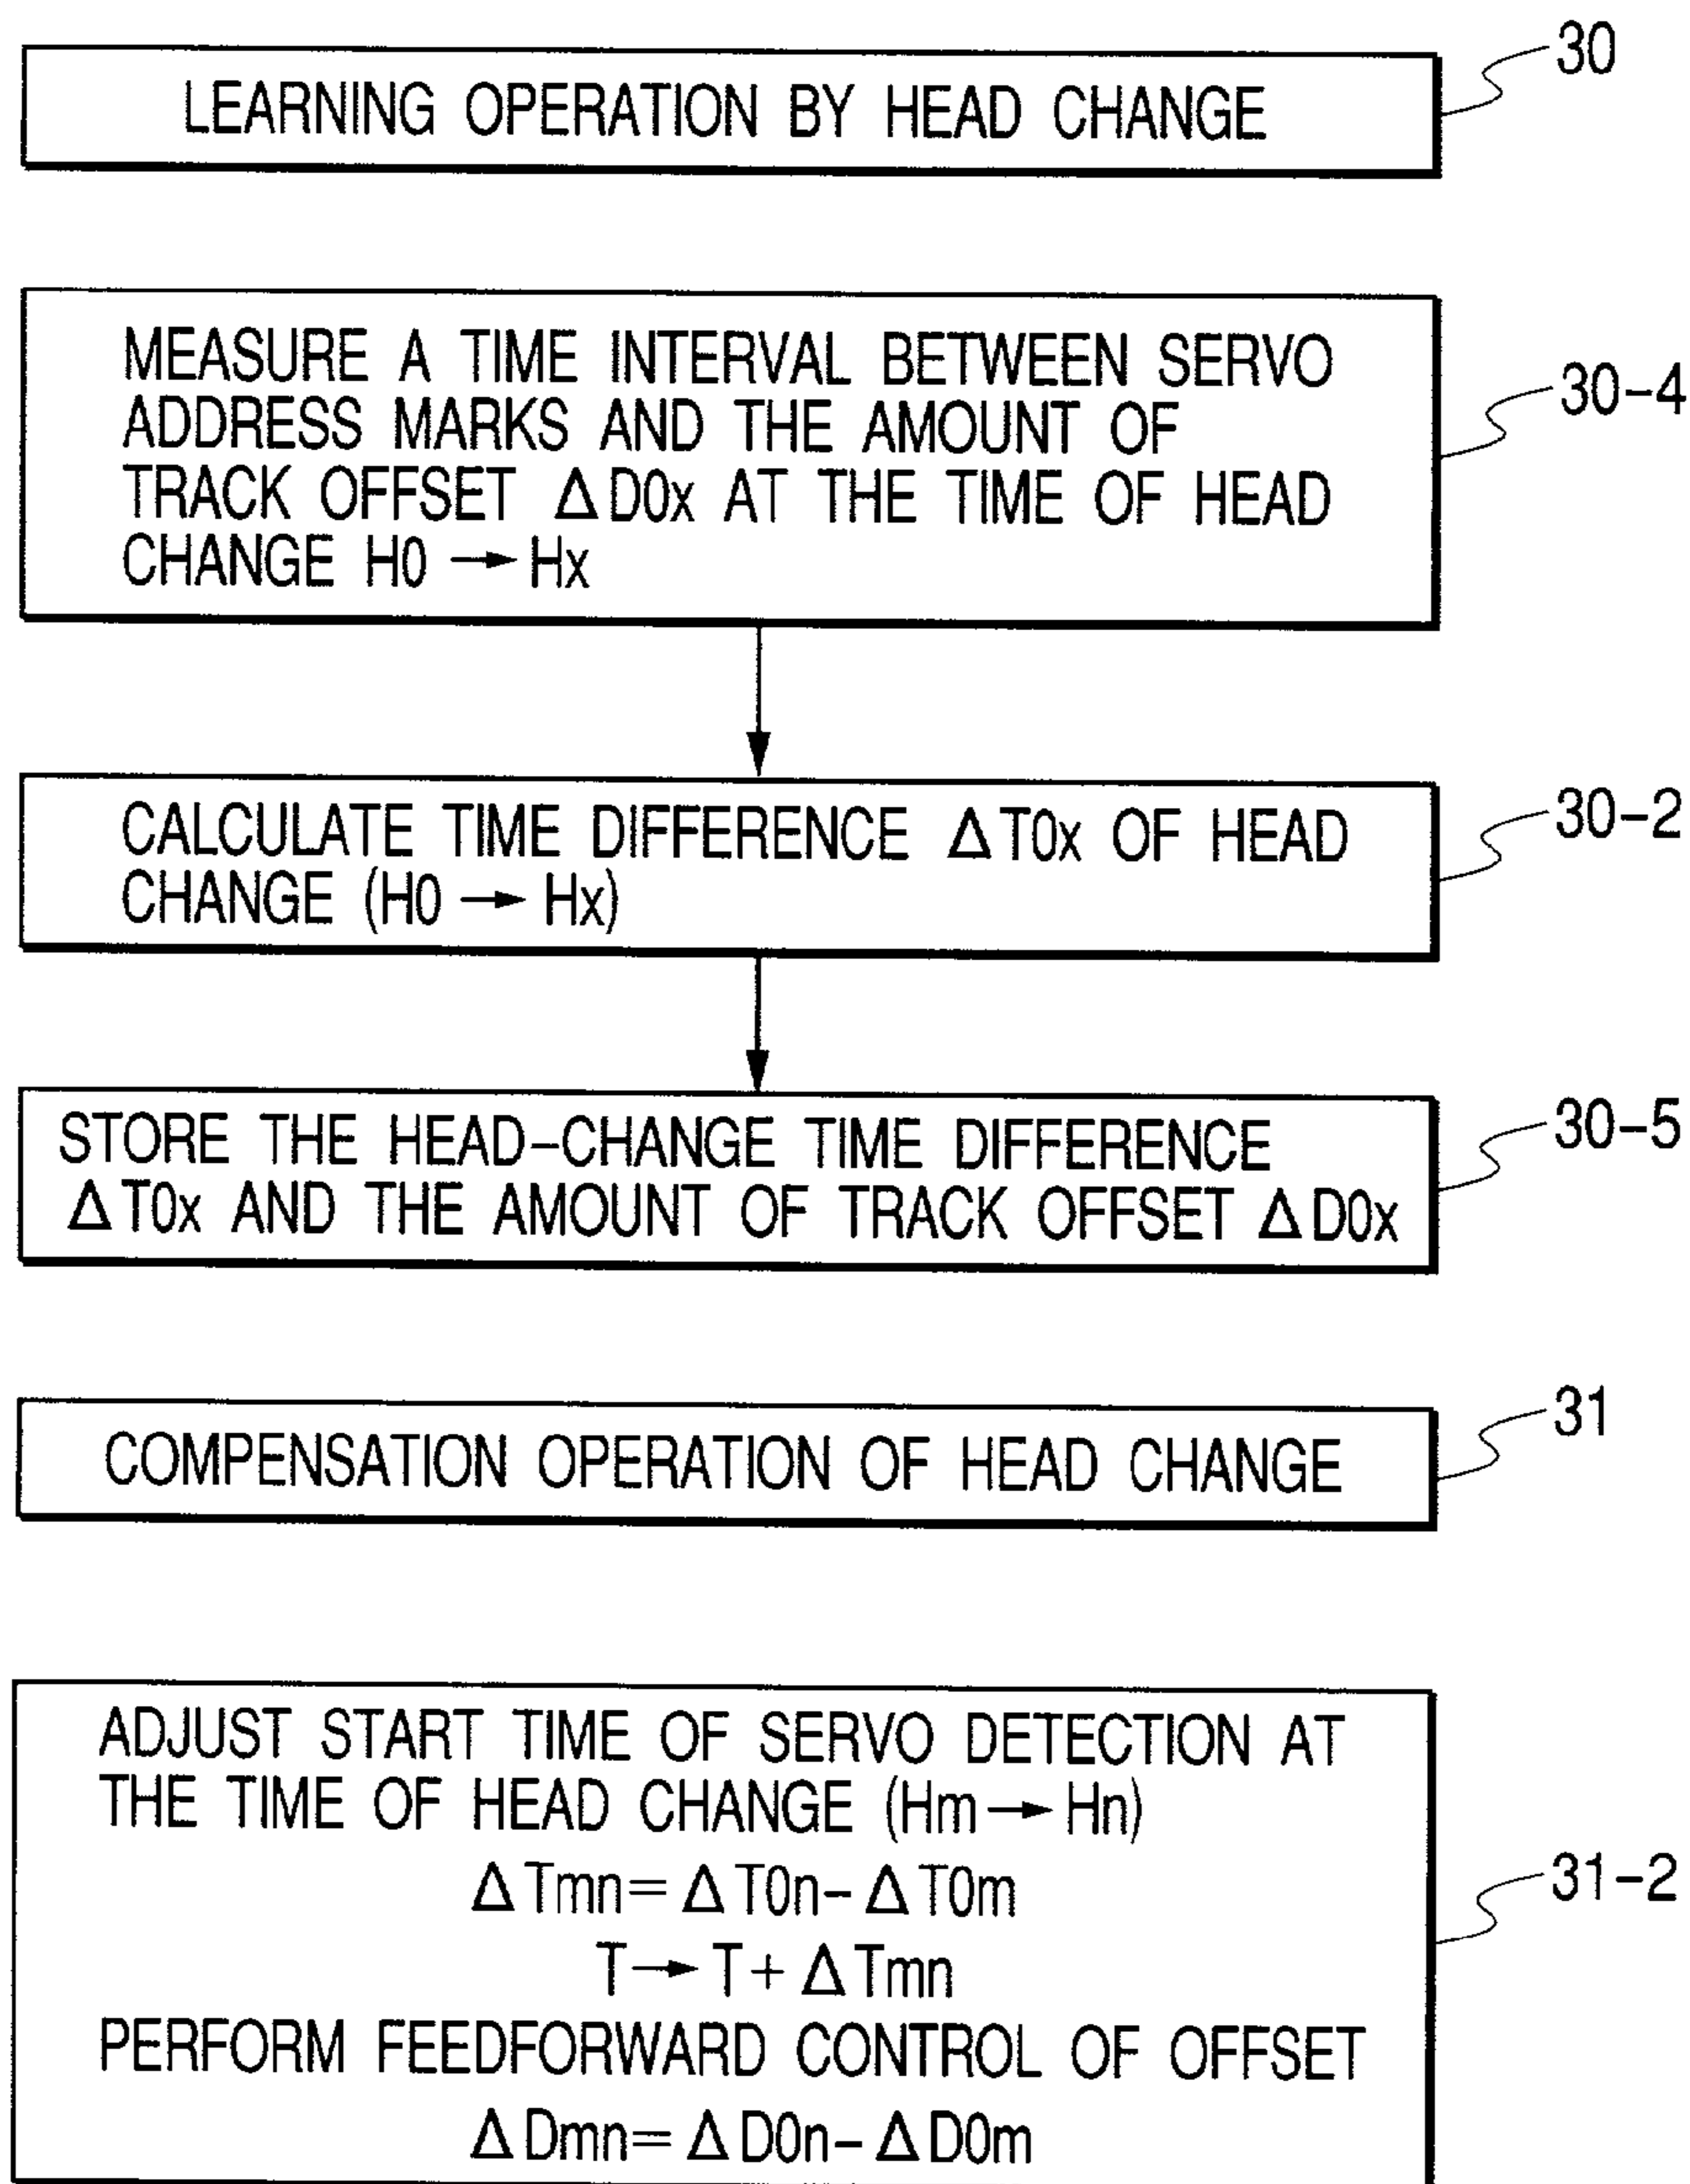 LEARNING OPERATION BY HEAD CHANGE
30
MEASURE A TIME INTERVAL BETWEEN SERVO
ADDRESS MARKS AND THE AMOUNT OF
TRACK OFFSET ΔD0x AT THE TIME OF HEAD
CHANGE H0 → Hx
30-4
CALCULATE TIME DIFFERENCE ΔT0x OF HEAD
CHANGE (H0 → Hx)
30-2
STORE THE HEAD-CHANGE TIME DIFFERENCE
ΔT0x AND THE AMOUNT OF TRACK OFFSET ΔD0x
30-5
COMPENSATION OPERATION OF HEAD CHANGE
31
ADJUST START TIME OF SERVO DETECTION AT
THE TIME OF HEAD CHANGE (Hm → Hn)
ΔTmn= ΔT0n- ΔT0m
T→T+ ΔTmn
PERFORM FEEDFORWARD CONTROL OF OFFSET
ΔDmn= ΔD0n- ΔD0m
31-2